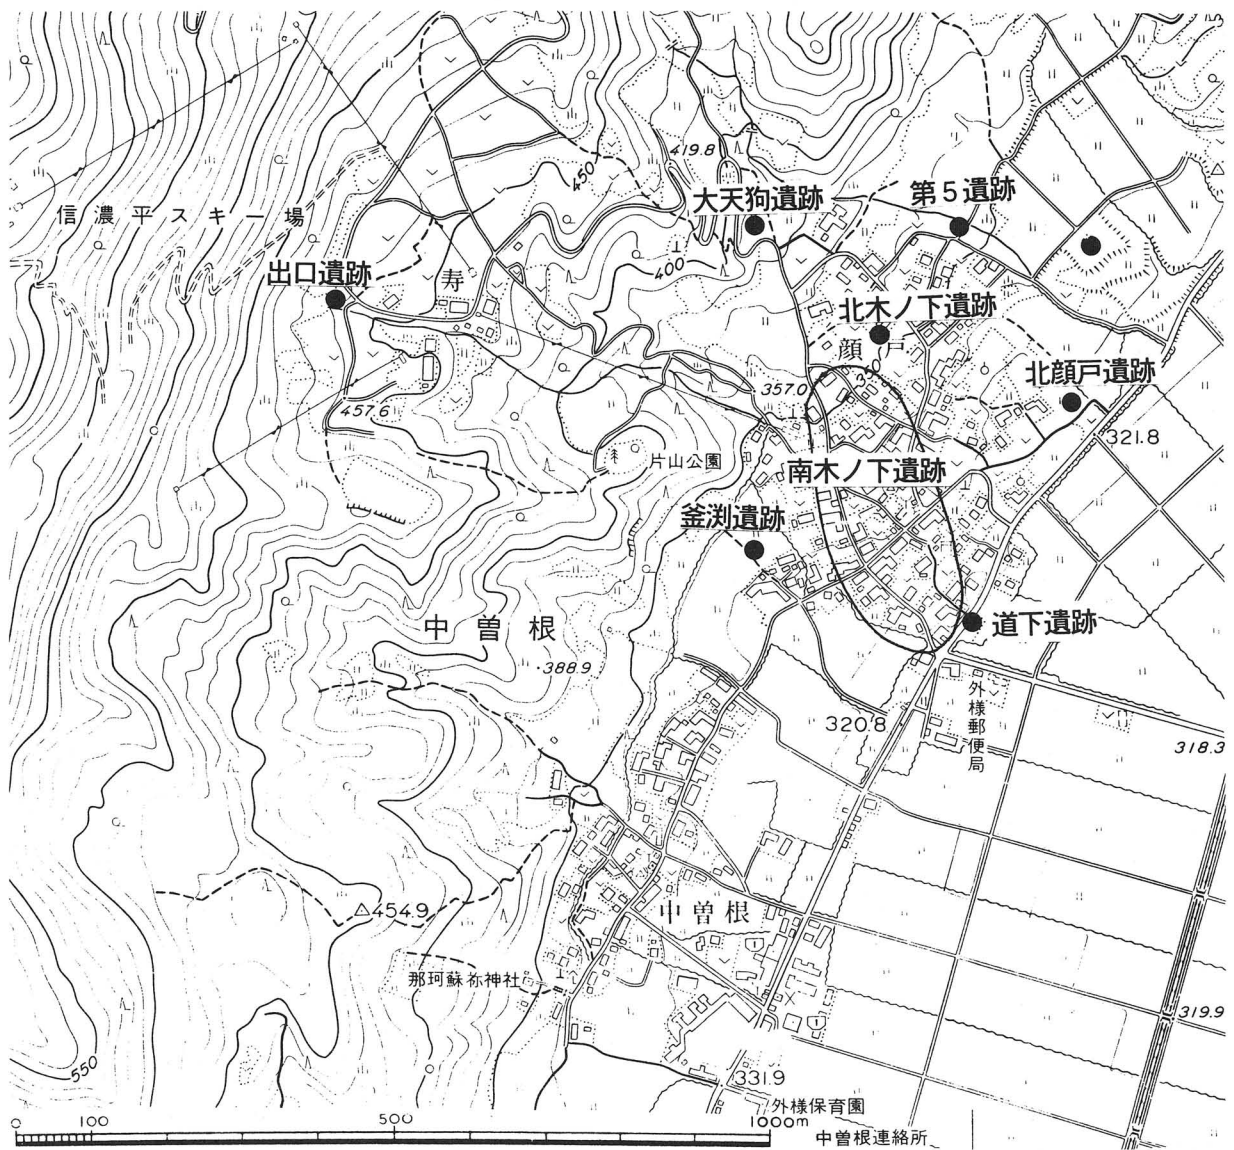 419.8
450
大天狗遺跡
第5遺跡
信濃平スキー場
出口遺跡
寿
400
北木ノ下遺跡
顔戸
350
357.0
北顔戸遺跡
457.6
321.8
片山公園
南木ノ下遺跡
釜渕遺跡
中曽根
道下遺跡
388.9
外様郵便局
320.8
318.3
454.9
中曽根
那珂蘇祢神社
319.9
550
331.9
外様保育園
中曽根連絡所
0 100 500 1000m